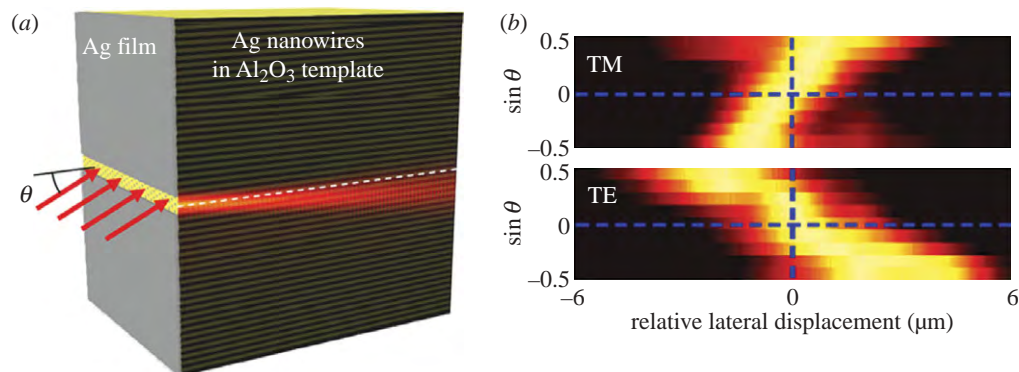 (a)
Ag film
Ag nanowires
in Al₂O₃ template
θ
(b)
0.5
TM
sin θ
0
–0.5
0.5
TE
sin θ
0
–0.5
–6
0
6
relative lateral displacement (µm)